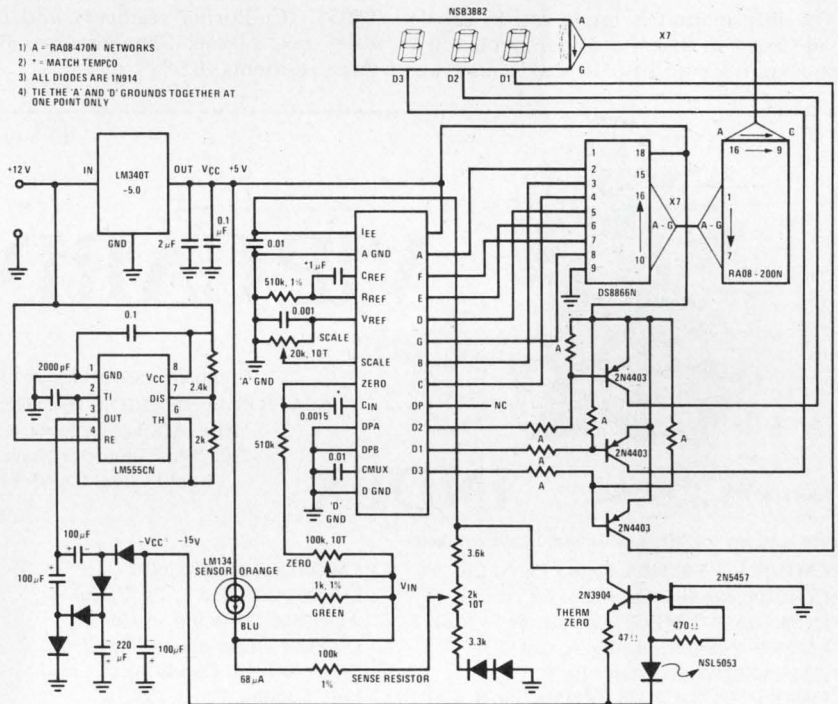 NSB3882
1) A = RA08-470N NETWORKS
2) * = MATCH TEMPCO
3) ALL DIODES ARE 1N914
4) TIE THE 'A' AND 'D' GROUNDS TOGETHER AT
ONE POINT ONLY
D3
D2
D1
A
G
X7
+12 V
IN
LM340T
-5.0
OUT
VCC
+5 V
GND
2 µF
0.1
µF
0.01
IEE
A GND
CREF
RREF
VREF
SCALE
ZERO
CIN
DPA
DPB
CMUX
D GND
A
F
E
D
G
B
C
DP
D2
D1
D3
NC
*1 µF
510k, 1%
0.001
SCALE
20k, 10T
'A' GND
*
0.0015
510k
0.01
'D'
GND
1
2
3
4
5
6
7
8
9
18
15
16
10
DS8866N
A - G
X7
A - G
A
C
16
9
1
7
RA08 - 200N
0.1
2000 pF
1
2
3
4
GND
TI
OUT
RE
VCC
DIS
TH
8
7
6
LM555CN
2.4k
2k
A
A
A
A
A
A
2N4403
2N4403
2N4403
100 µF
100 µF
-VCC
-15V
220
µF
100 µF
LM134
SENSOR
ORANGE
GREEN
BLU
100k, 10T
ZERO
1k, 1%
VIN
100k
1%
68 µA
SENSE RESISTOR
3.6k
2k
10T
3.3k
2N3904
THERM
ZERO
47Ω
2N5457
470Ω
NSL5053